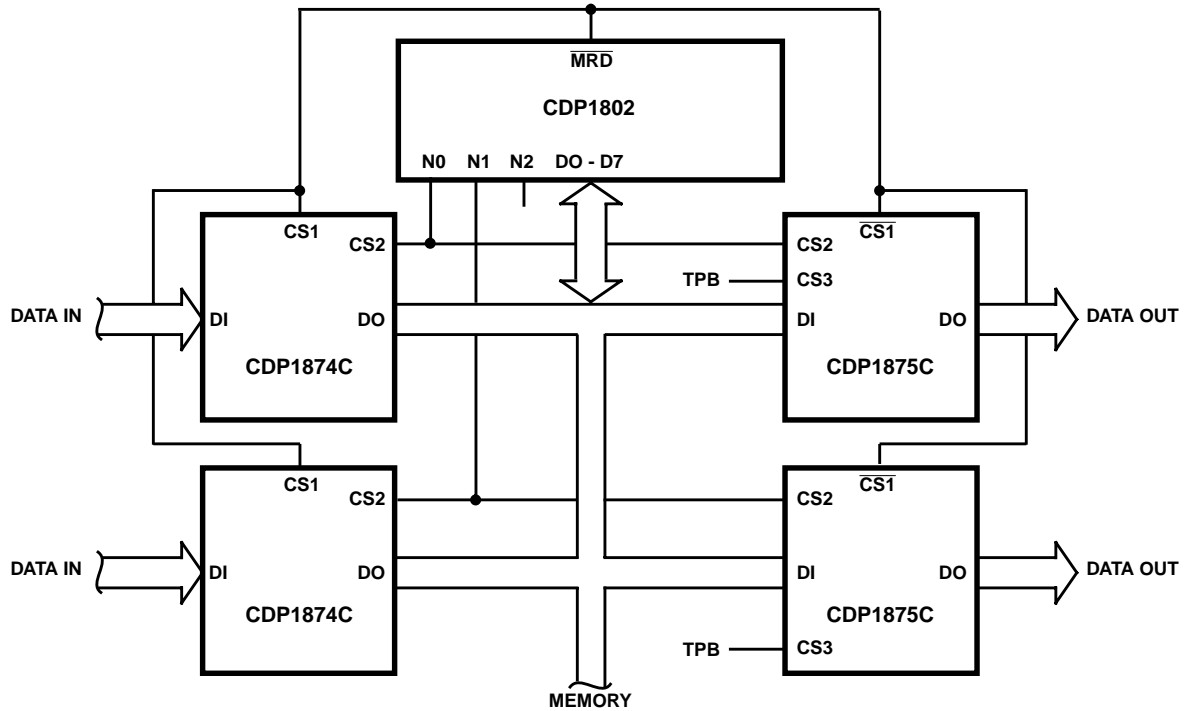 MRD
CDP1802
N0 N1 N2 DO - D7
CS1
CS2
DATA IN
DI
DO
CDP1874C
CS1
CS2
TPB
CS3
DI
DO
DATA OUT
CDP1875C
CS1
CS2
DATA IN
DI
DO
CDP1874C
CS1
CS2
DI
DO
DATA OUT
CDP1875C
TPB
CS3
MEMORY